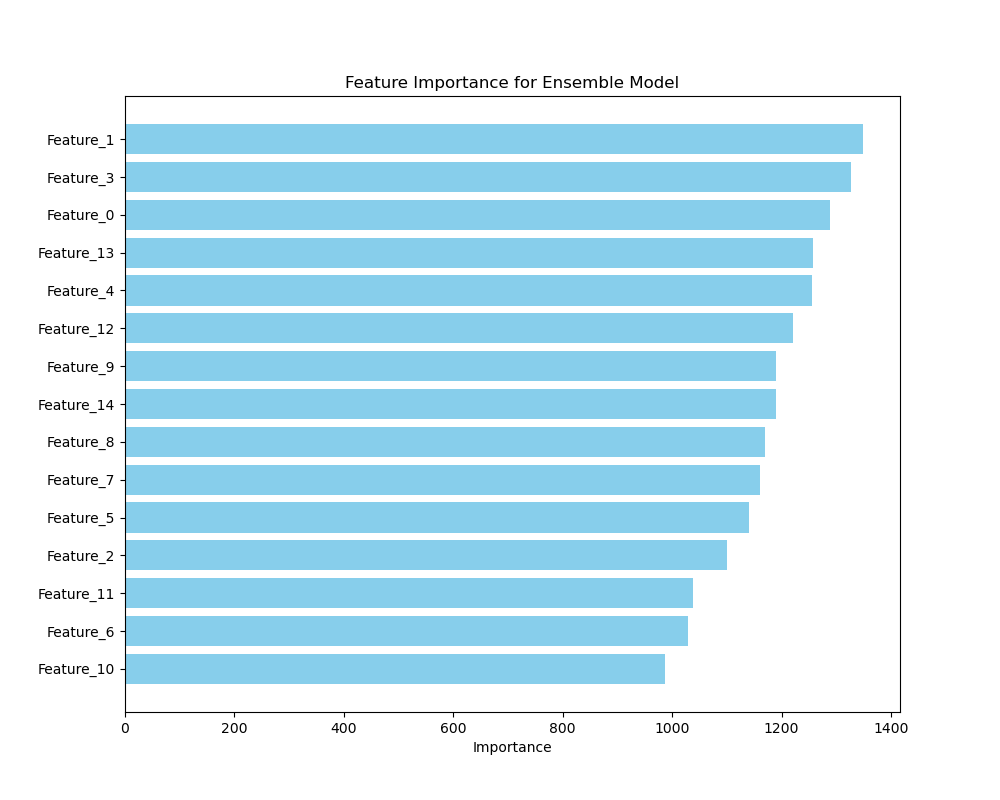 Feature Importance for Ensemble Model
Feature_1
Feature_3
Feature_0
Feature_13
Feature_4
Feature_12
Feature_9
Feature_14
Feature_8
Feature_7
Feature_5
Feature_2
Feature_11
Feature_6
Feature_10
0 200 400 600 800 1000 1200 1400
Importance